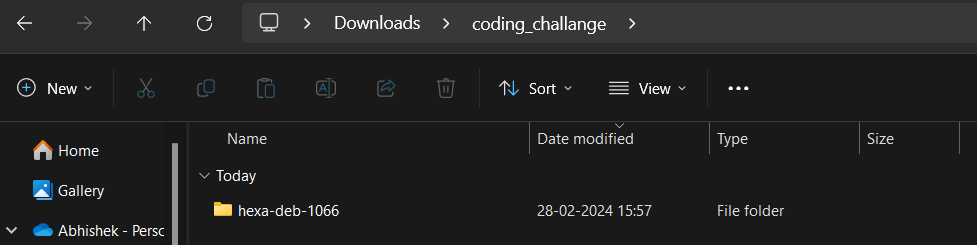 Downloads coding_challange
New Sort View
Name Date modified Type Size
Home
Today
Gallery
hexa-deb-1066 28-02-2024 15:57 File folder
Abhishek - Persc